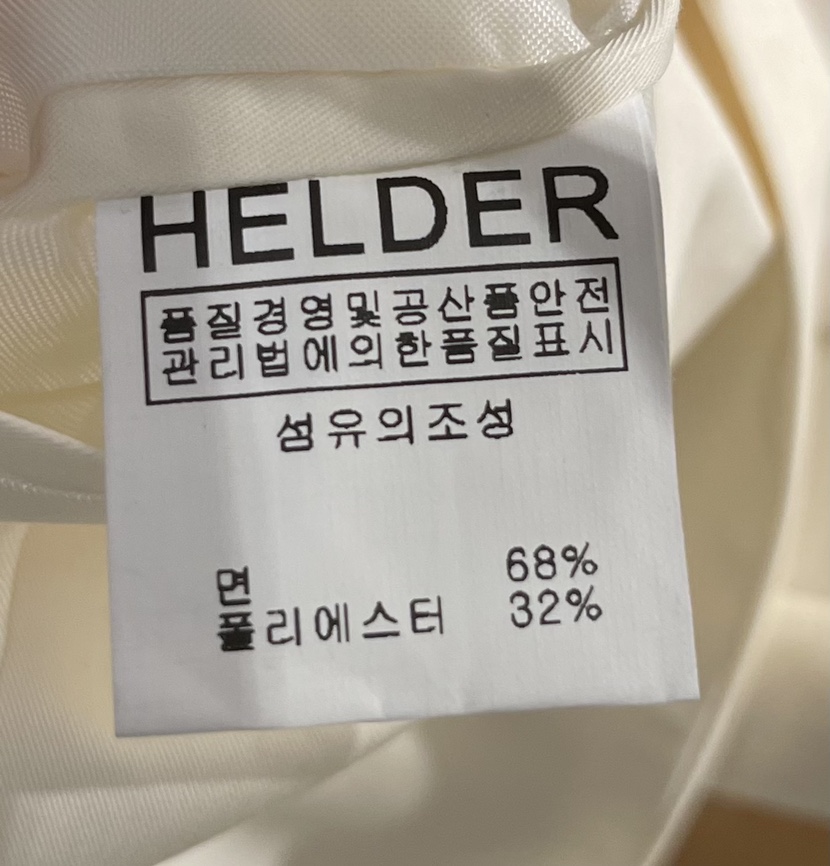 HELDER
품질경영및공산품안전
관리법에의한품질표시
섬유의조성
면 68%
폴리에스터 32%